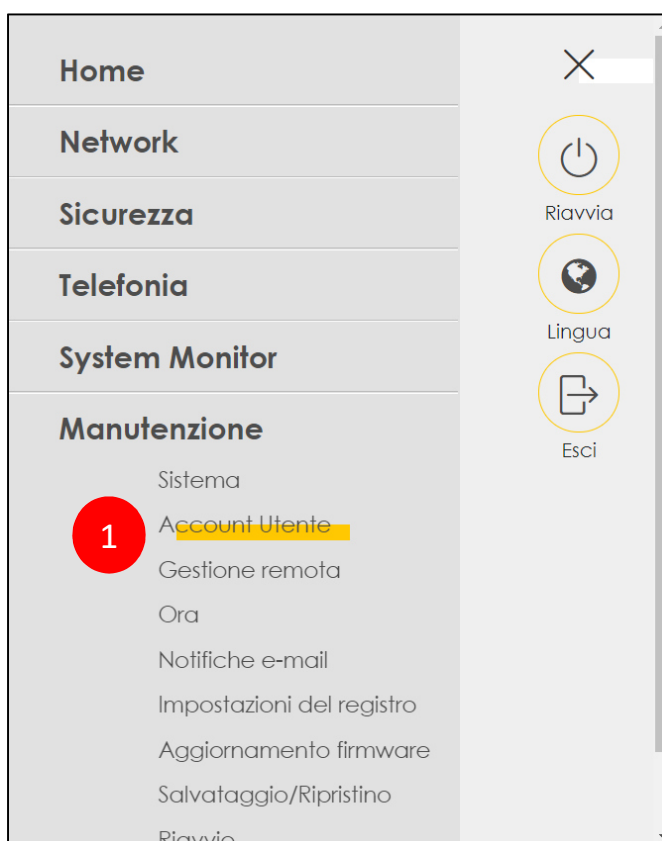 Home
Network
Sicurezza
Telefonia
System Monitor
Manutenzione
Sistema
1
Account Utente
Gestione remota
Ora
Notifiche e-mail
Impostazioni del registro
Aggiornamento firmware
Salvataggio/Ripristino
Riavvio
Riavvia
Lingua
Esci